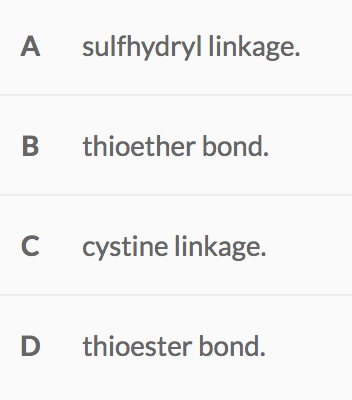 A sulfhydryl linkage.
B thioether bond.
C cystine linkage.
D thioester bond.